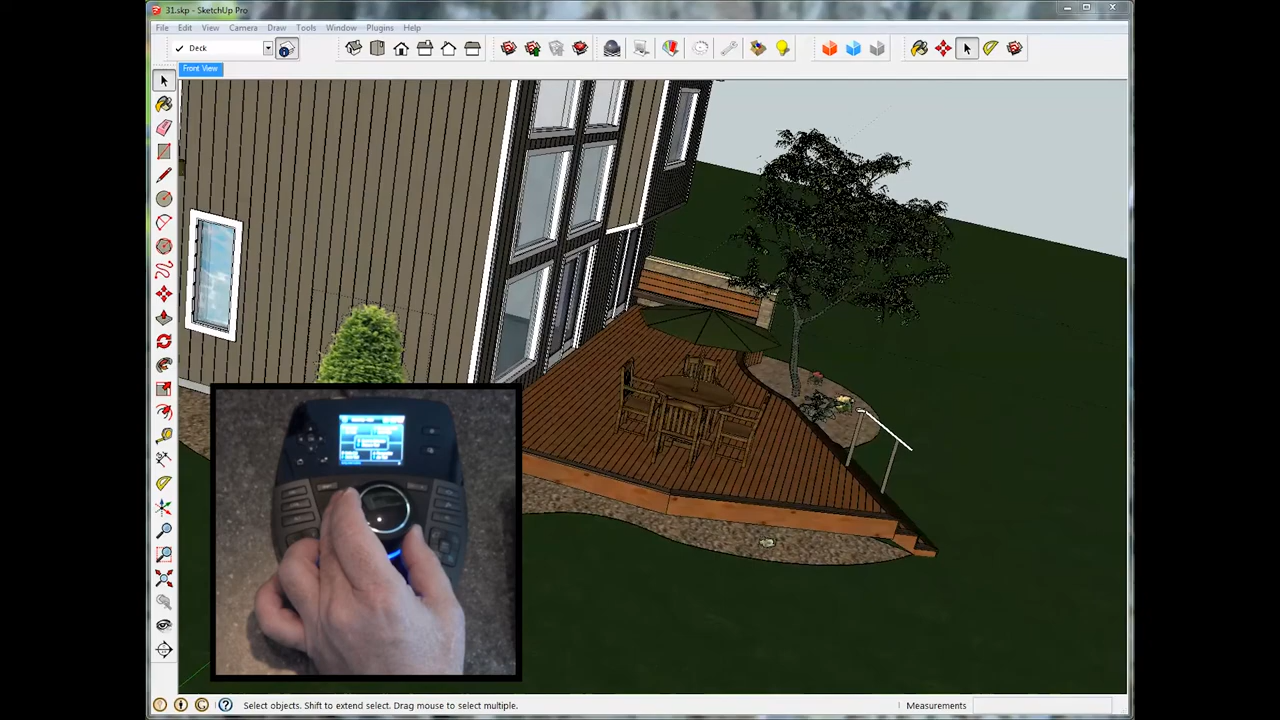 31.skp - SketchUp Pro
File Edit View Camera Draw Tools Window Plugins Help
Deck
Front View
Select objects. Shift to extend select. Drag mouse to select multiple.
Measurements